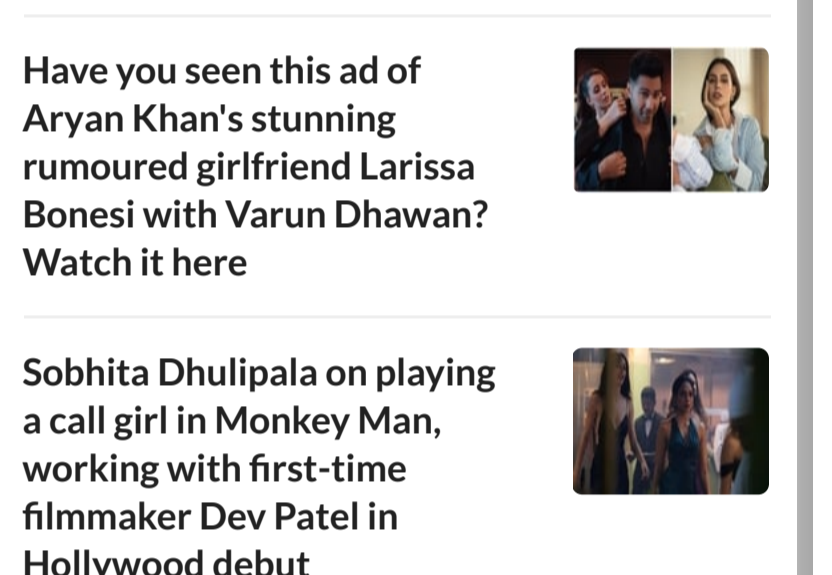 Have you seen this ad of
Aryan Khan's stunning
rumoured girlfriend Larissa
Bonesi with Varun Dhawan?
Watch it here
Sobhita Dhulipala on playing
a call girl in Monkey Man,
working with first-time
filmmaker Dev Patel in
Hollywood debut